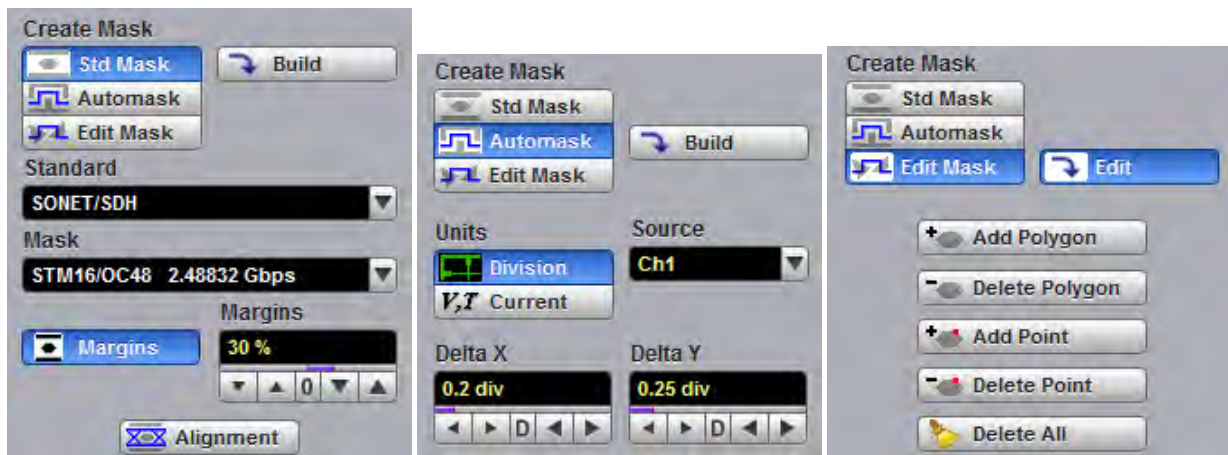 Create Mask
Std Mask
Build
Automask
Edit Mask
Standard
SONET/SDH
Mask
STM16/OC48 2.48832 Gbps
Margins
Margins
30 %
0
Alignment
Create Mask
Std Mask
Automask
Build
Edit Mask
Units
Source
Division
Ch1
V,T Current
Delta X
Delta Y
0.2 div
0.25 div
D
D
Create Mask
Std Mask
Automask
Edit Mask
Edit
Add Polygon
Delete Polygon
Add Point
Delete Point
Delete All